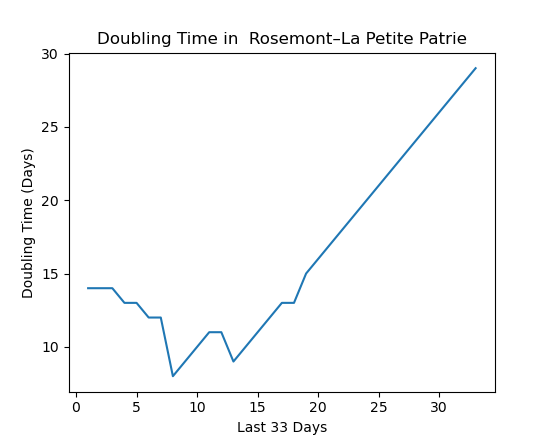 Doubling Time in  Rosemont–La Petite Patrie
30
25
20
15
10
Doubling Time (Days)
0 5 10 15 20 25 30
Last 33 Days